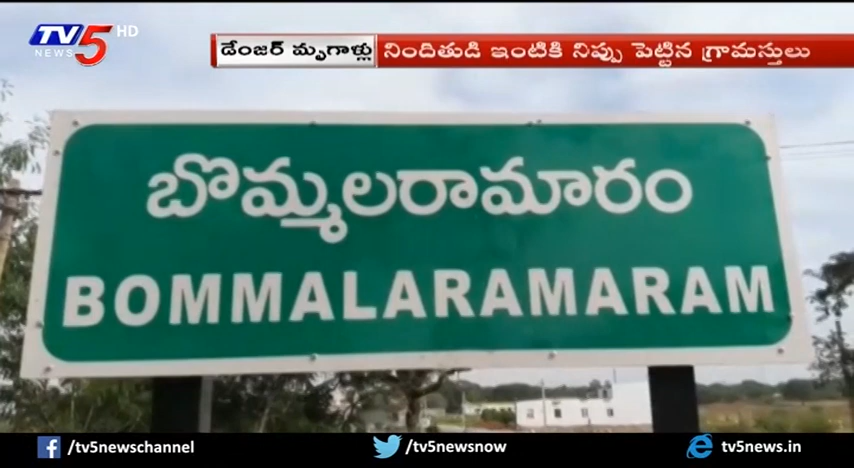 TV5 HD
NEWS
డేంజర్ మృగాళ్లు నిందితుడి ఇంటికి నిప్పు పెట్టిన గ్రామస్తులు
బొమ్మలరామారం
BOMMALARAMARAM
/tv5newschannel /tv5newsnow tv5news.in